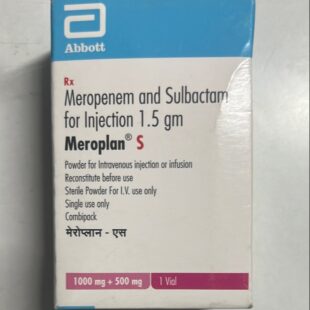 Abbott
Rx
Meropenem and Sulbactam
for Injection 1.5 gm
Meroplan® S
Powder for Intravenous injection or infusion
Reconstitute before use
Sterile Powder For I.V. use only
Single use only
Combipack
मेरोप्लान - एस
1000 mg + 500 mg 1 Vial